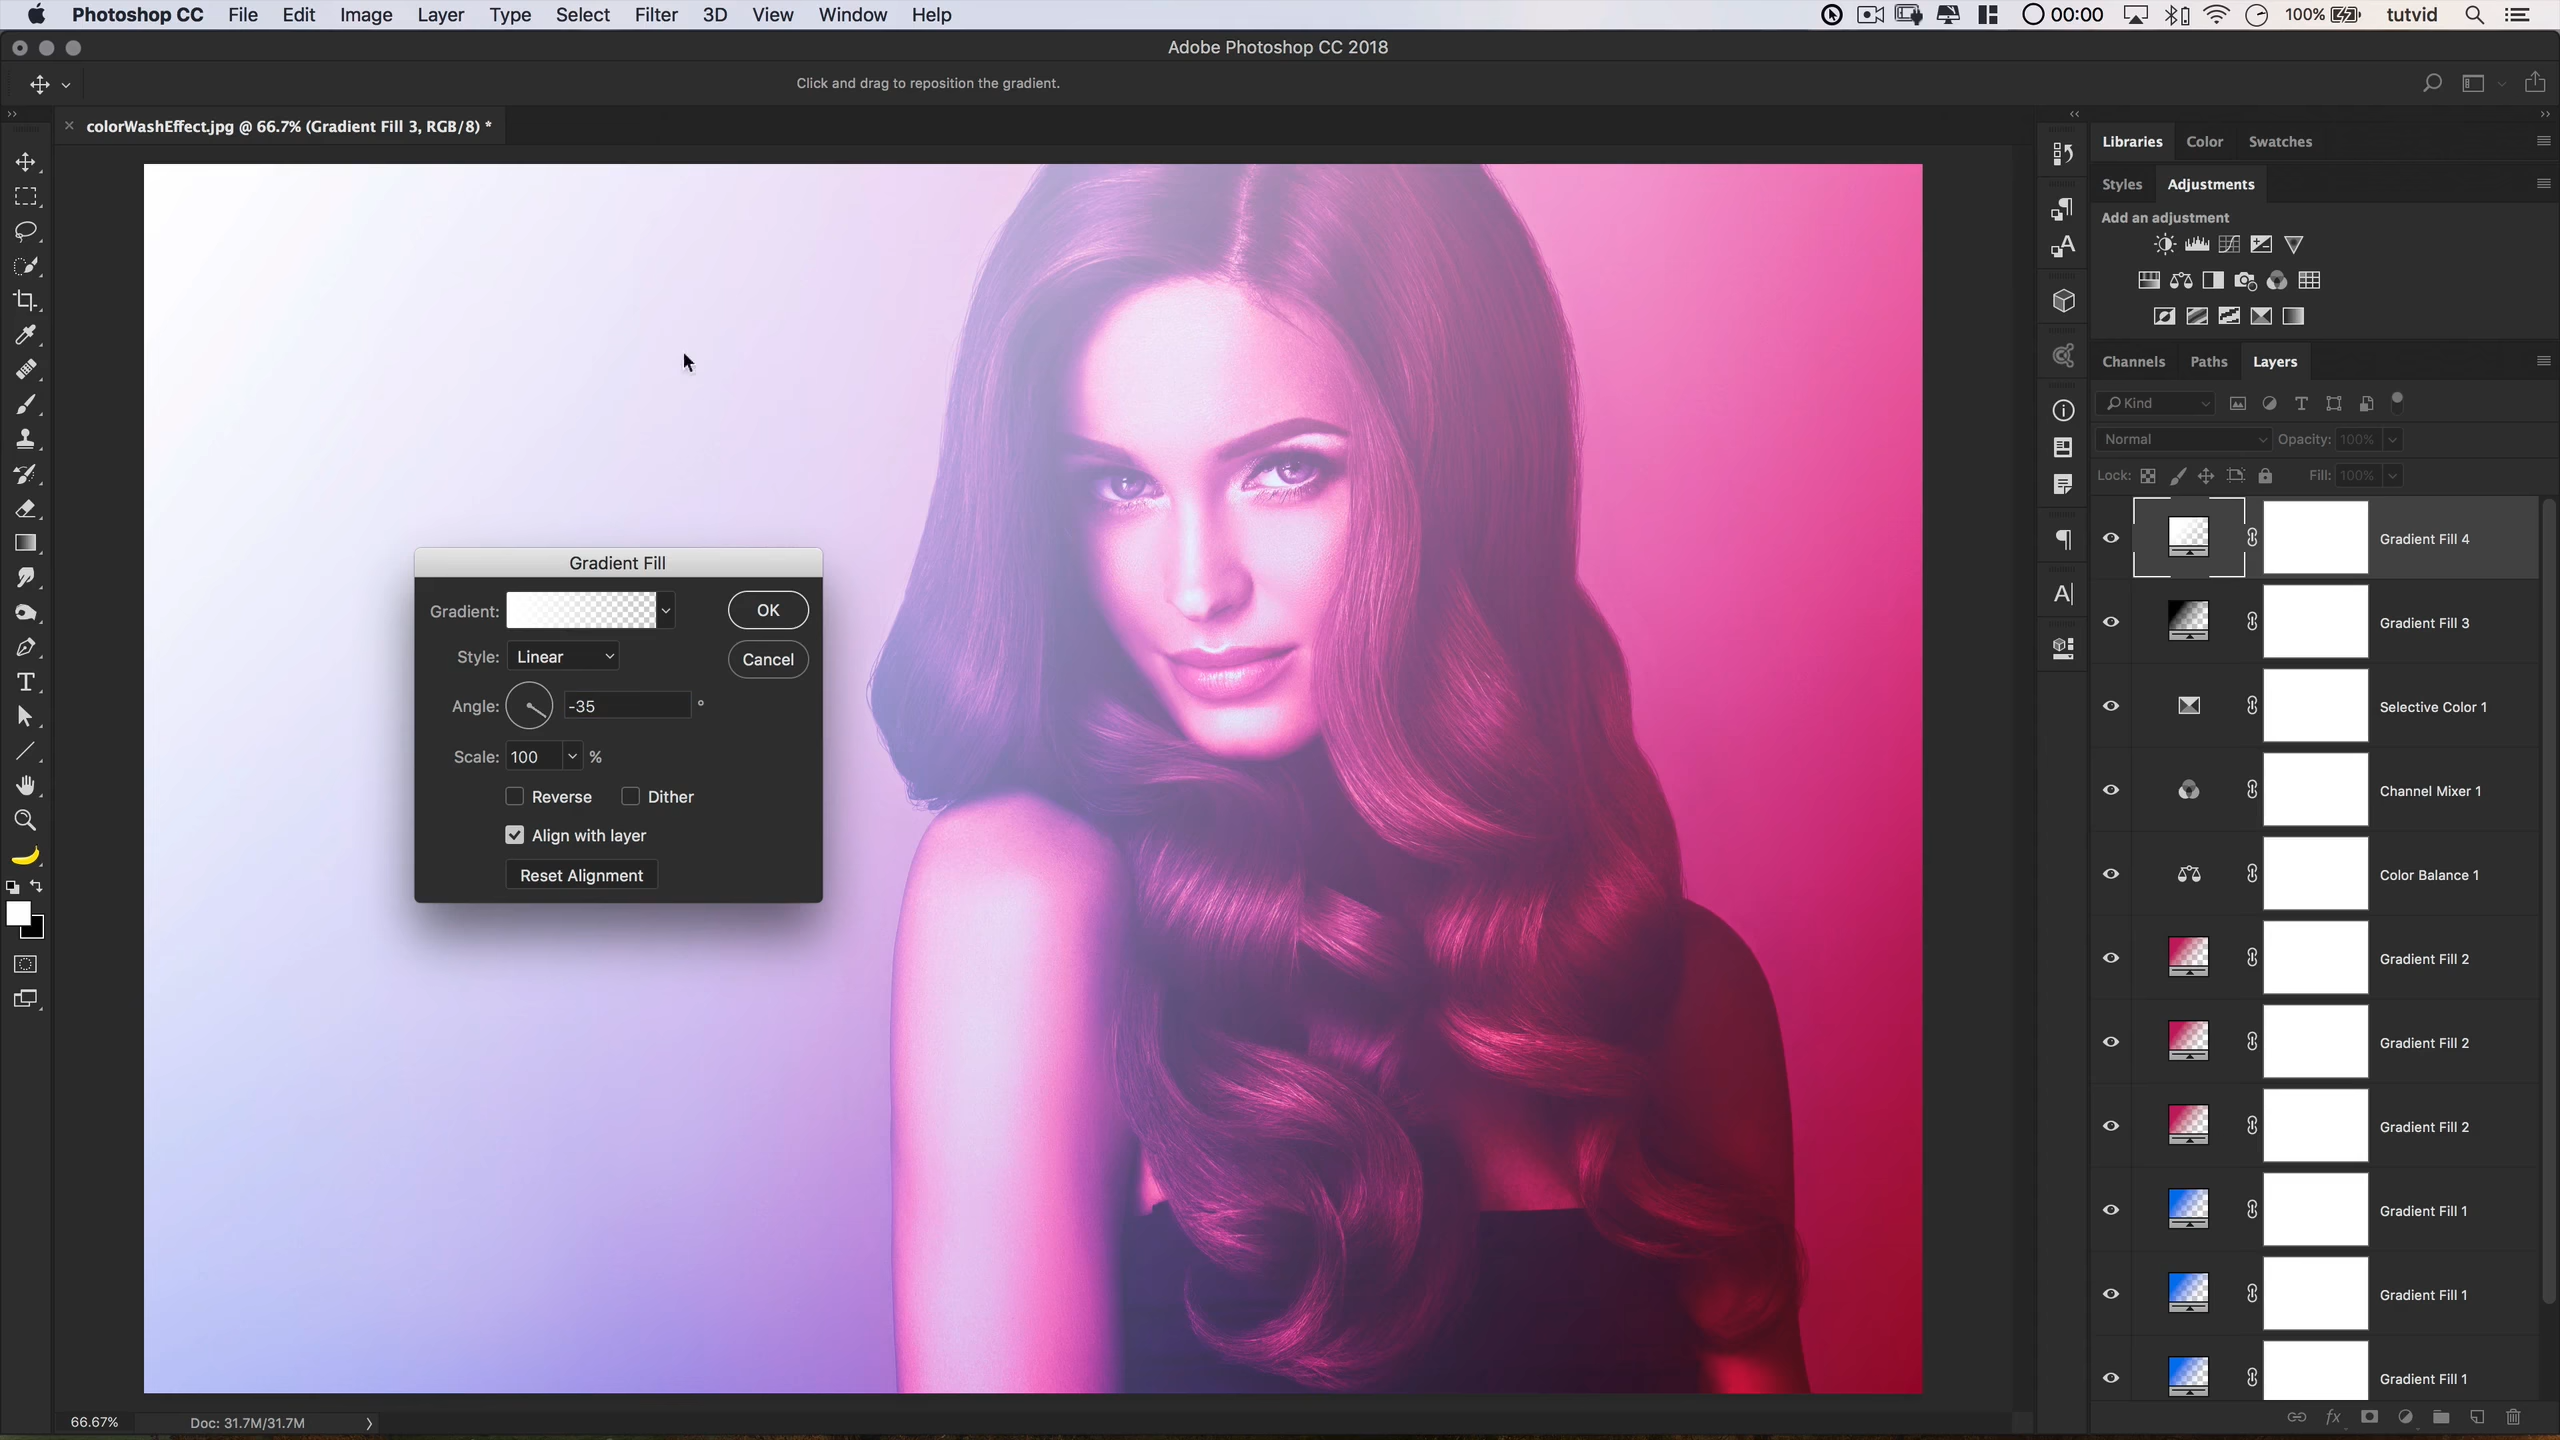 Photoshop CC File Edit Image Layer Type Select Filter 3D View Window Help 00:00 100% tutvid
Adobe Photoshop CC 2018
Click and drag to reposition the gradient.
colorWashEffect.jpg @ 66.7% (Gradient Fill 3, RGB/8) *
Libraries Color Swatches
Styles Adjustments
Add an adjustment
Channels Paths Layers
Kind
Normal Opacity: 100%
Lock: Fill: 100%
Gradient Fill 4
Gradient Fill 3
Selective Color 1
Channel Mixer 1
Color Balance 1
Gradient Fill 2
Gradient Fill 2
Gradient Fill 2
Gradient Fill 1
Gradient Fill 1
Gradient Fill 1
Gradient Fill
Gradient: OK
Style: Linear Cancel
Angle: -35 °
Scale: 100 %
Reverse Dither
Align with layer
Reset Alignment
66.67% Doc: 31.7M/31.7M